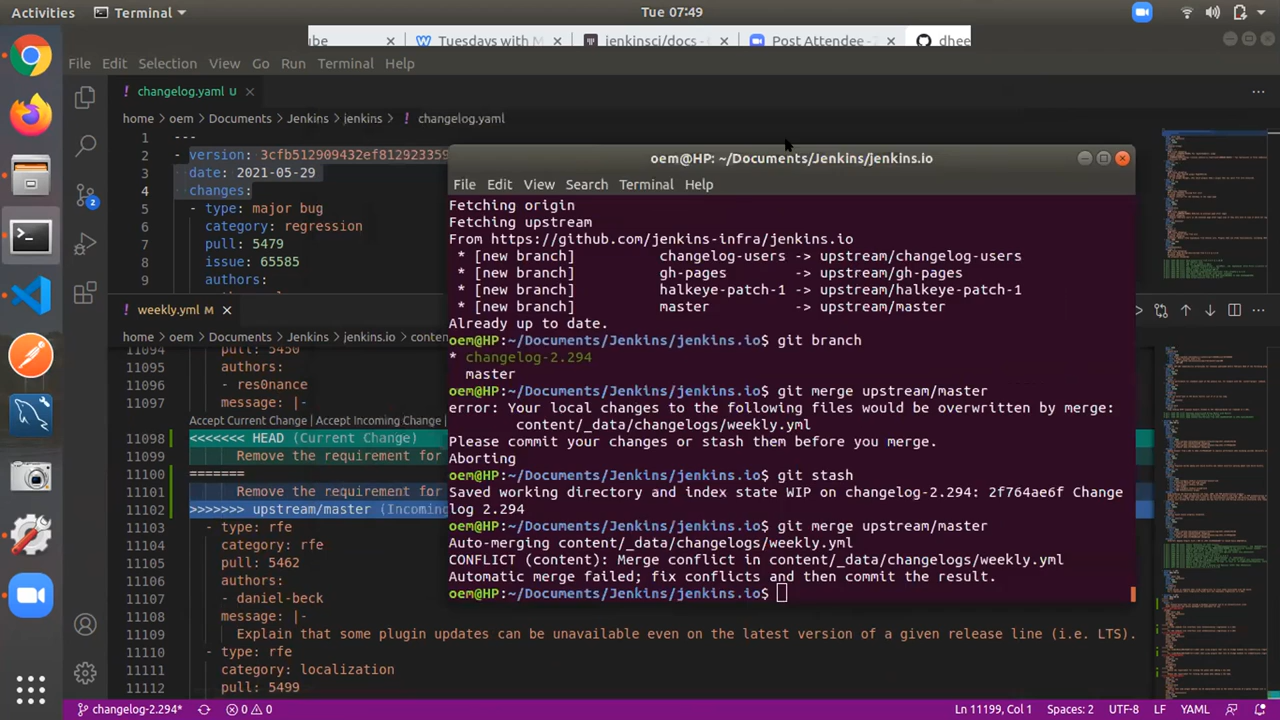 Activities
Terminal
Tue 07:49
Tuesdays with M
jenkinsci/docs -
Post Attendee -
dhee
File Edit Selection View Go Run Terminal Help
changelog.yaml U
home > oem > Documents > Jenkins > jenkins > ! changelog.yaml
1 ---
2 - version: 3cfb512909432ef812923359
3 date: 2021-05-29
4 changes:
5 - type: major bug
6 category: regression
7 pull: 5479
8 issue: 65585
9 authors:
2
weekly.yml M
home > oem > Documents > Jenkins > jenkins.io > conten
11094 pull: 5450
11095 authors:
11096 - res0nance
11097 message: |-
Accept Current Change | Accept Incoming Change |
11098 <<<<<<< HEAD (Current Change)
11099 Remove the requirement for
11100 =======
11101 Remove the requirement for
11102 >>>>>>> upstream/master (Incomin
11103 - type: rfe
11104 category: rfe
11105 pull: 5462
11106 authors:
11107 - daniel-beck
11108 message: |-
11109 Explain that some plugin updates can be unavailable even on the latest version of a given release line (i.e. LTS).
11110 - type: rfe
11111 category: localization
11112 pull: 5499
oem@HP: ~/Documents/Jenkins/jenkins.io
File Edit View Search Terminal Help
Fetching origin
Fetching upstream
From https://github.com/jenkins-infra/jenkins.io
* [new branch] changelog-users -> upstream/changelog-users
* [new branch] gh-pages -> upstream/gh-pages
* [new branch] halkeye-patch-1 -> upstream/halkeye-patch-1
* [new branch] master -> upstream/master
Already up to date.
oem@HP:~/Documents/Jenkins/jenkins.io$ git branch
* changelog-2.294
master
oem@HP:~/Documents/Jenkins/jenkins.io$ git merge upstream/master
error: Your local changes to the following files would be overwritten by merge:
content/_data/changelogs/weekly.yml
Please commit your changes or stash them before you merge.
Aborting
oem@HP:~/Documents/Jenkins/jenkins.io$ git stash
Saved working directory and index state WIP on changelog-2.294: 2f764ae6f Change
log 2.294
oem@HP:~/Documents/Jenkins/jenkins.io$ git merge upstream/master
Auto-merging content/_data/changelogs/weekly.yml
CONFLICT (content): Merge conflict in content/_data/changelogs/weekly.yml
Automatic merge failed; fix conflicts and then commit the result.
oem@HP:~/Documents/Jenkins/jenkins.io$
changelog-2.294*
0 0
Ln 11199, Col 1
Spaces: 2
UTF-8
LF
YAML